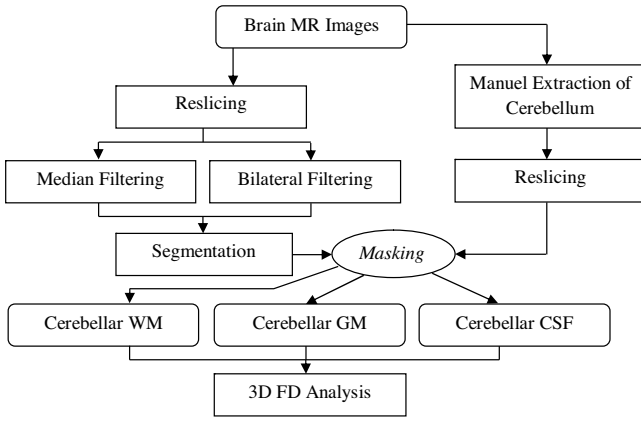 Brain MR Images
Reslicing
Manuel Extraction of
Cerebellum
Median Filtering
Bilateral Filtering
Reslicing
Segmentation
Masking
Cerebellar WM
Cerebellar GM
Cerebellar CSF
3D FD Analysis